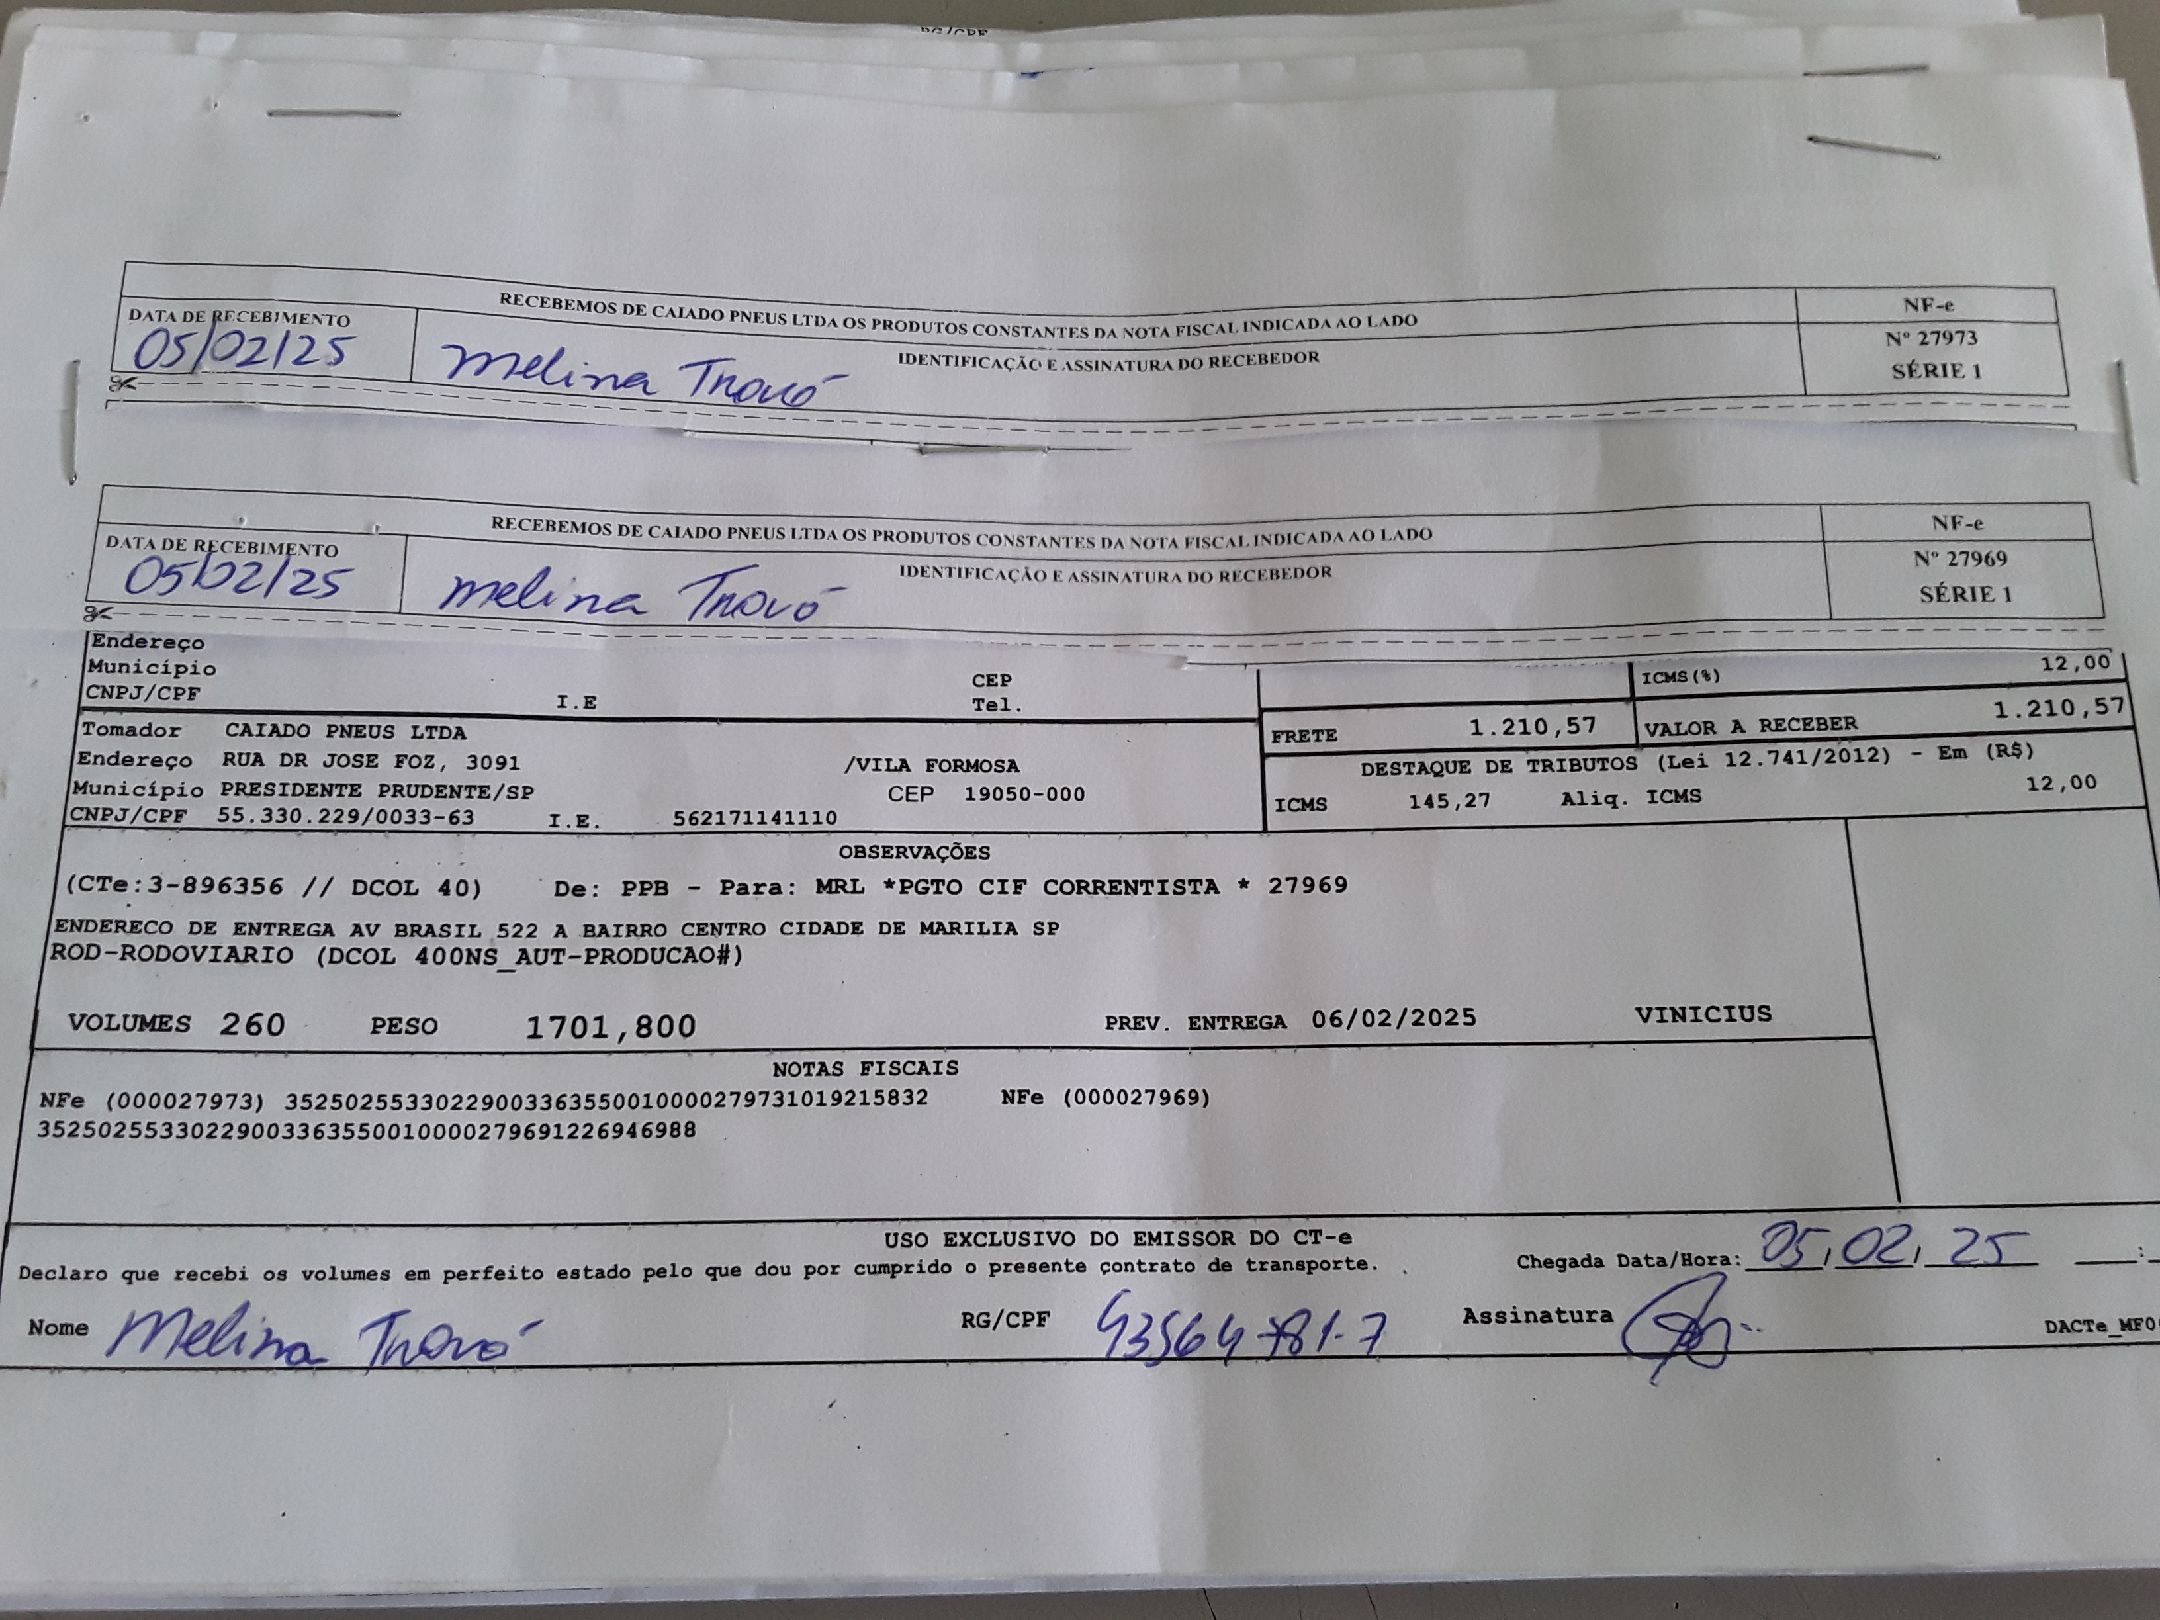 RG/CPF
RECEBEMOS DE CAIADO PNEUS LTDA OS PRODUTOS CONSTANTES DA NOTA FISCAL INDICADA AO LADO
NF-e
DATA DE RECEBIMENTO
IDENTIFICAÇÃO E ASSINATURA DO RECEBEDOR
Nº 27973
05/02/25
Melina Trovó
SÉRIE 1
RECEBEMOS DE CAIADO PNEUS LTDA OS PRODUTOS CONSTANTES DA NOTA FISCAL INDICADA AO LADO
NF-e
DATA DE RECEBIMENTO
IDENTIFICAÇÃO E ASSINATURA DO RECEBEDOR
Nº 27969
05/02/25
Melina Trovó
SÉRIE 1
Endereço
Município CEP ICMS(%) 12,00
CNPJ/CPF I.E Tel.
Tomador CAIADO PNEUS LTDA FRETE 1.210,57 VALOR A RECEBER 1.210,57
Endereço RUA DR JOSE FOZ, 3091 /VILA FORMOSA DESTAQUE DE TRIBUTOS (Lei 12.741/2012) - Em (R$)
Município PRESIDENTE PRUDENTE/SP CEP 19050-000 ICMS 145,27 Aliq. ICMS 12,00
CNPJ/CPF 55.330.229/0033-63 I.E. 562171141110
OBSERVAÇÕES
(CTe:3-896356 // DCOL 40) De: PPB - Para: MRL *PGTO CIF CORRENTISTA * 27969
ENDERECO DE ENTREGA AV BRASIL 522 A BAIRRO CENTRO CIDADE DE MARILIA SP
ROD-RODOVIARIO (DCOL 400NS_AUT-PRODUCAO#)
VOLUMES 260 PESO 1701,800 PREV. ENTREGA 06/02/2025 VINICIUS
NOTAS FISCAIS
NFe (000027973) 35250255330229003363550010000279731019215832 NFe (000027969)
35250255330229003363550010000279691226946988
USO EXCLUSIVO DO EMISSOR DO CT-e
Declaro que recebi os volumes em perfeito estado pelo que dou por cumprido o presente contrato de transporte. Chegada Data/Hora: 05/02/25 :
Nome Melina Trovó RG/CPF 43564781-7 Assinatura DACTe_MF0